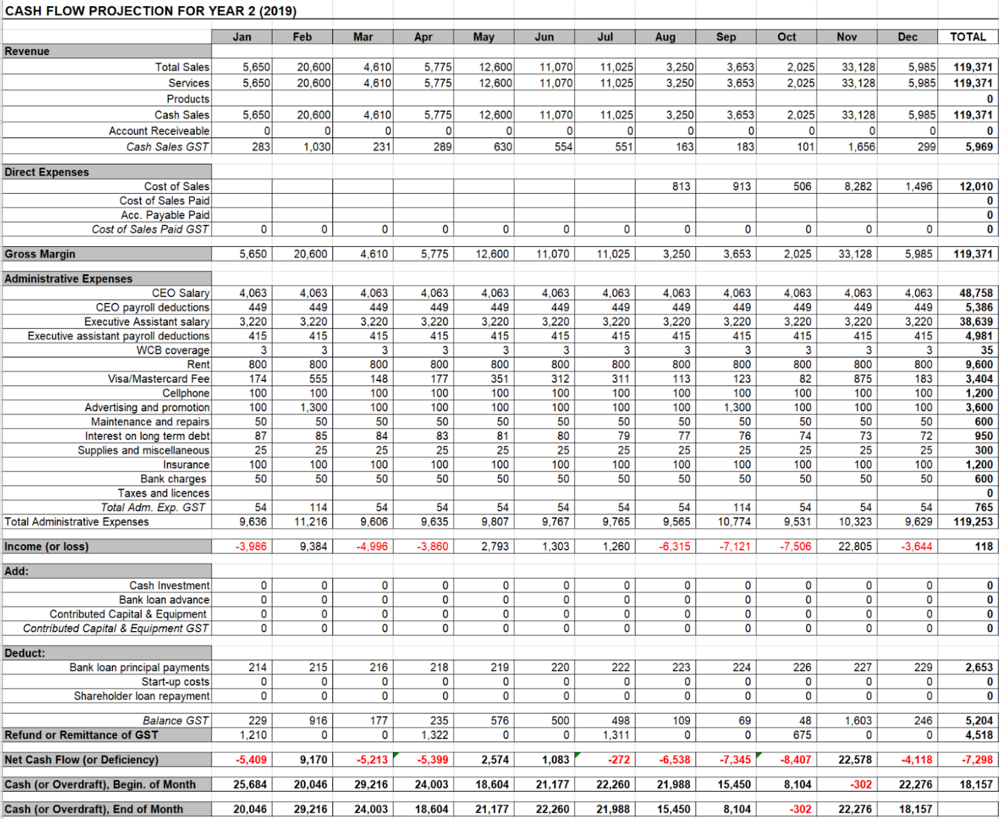 CASH FLOW PROJECTION FOR YEAR 2 (2019)
Jan Feb Mar Apr May Jun Jul Aug Sep Oct Nov Dec TOTAL
Revenue
Total Sales 5,650 20,600 4,610 5,775 12,600 11,070 11,025 3,250 3,653 2,025 33,128 5,985 119,371
Services 5,650 20,600 4,610 5,775 12,600 11,070 11,025 3,250 3,653 2,025 33,128 5,985 119,371
Products 0
Cash Sales 5,650 20,600 4,610 5,775 12,600 11,070 11,025 3,250 3,653 2,025 33,128 5,985 119,371
Account Receiveable 0 0 0 0 0 0 0 0 0 0 0 0 0
Cash Sales GST 283 1,030 231 289 630 554 551 163 183 101 1,656 299 5,969
Direct Expenses
Cost of Sales 813 913 506 8,282 1,496 12,010
Cost of Sales Paid 0
Acc. Payable Paid 0
Cost of Sales Paid GST 0 0 0 0 0 0 0 0 0 0 0 0 0
Gross Margin 5,650 20,600 4,610 5,775 12,600 11,070 11,025 3,250 3,653 2,025 33,128 5,985 119,371
Administrative Expenses
CEO Salary 4,063 4,063 4,063 4,063 4,063 4,063 4,063 4,063 4,063 4,063 4,063 4,063 48,758
CEO payroll deductions 449 449 449 449 449 449 449 449 449 449 449 449 5,386
Executive Assistant salary 3,220 3,220 3,220 3,220 3,220 3,220 3,220 3,220 3,220 3,220 3,220 3,220 38,639
Executive assistant payroll deductions 415 415 415 415 415 415 415 415 415 415 415 415 4,981
WCB coverage 3 3 3 3 3 3 3 3 3 3 3 3 35
Rent 800 800 800 800 800 800 800 800 800 800 800 800 9,600
Visa/Mastercard Fee 174 555 148 177 351 312 311 113 123 82 875 183 3,404
Cellphone 100 100 100 100 100 100 100 100 100 100 100 100 1,200
Advertising and promotion 100 1,300 100 100 100 100 100 100 1,300 100 100 100 3,600
Maintenance and repairs 50 50 50 50 50 50 50 50 50 50 50 50 600
Interest on long term debt 87 85 84 83 81 80 79 77 76 74 73 72 950
Supplies and miscellaneous 25 25 25 25 25 25 25 25 25 25 25 25 300
Insurance 100 100 100 100 100 100 100 100 100 100 100 100 1,200
Bank charges 50 50 50 50 50 50 50 50 50 50 50 50 600
Taxes and licences 0
Total Adm. Exp. GST 54 114 54 54 54 54 54 54 114 54 54 54 765
Total Administrative Expenses 9,636 11,216 9,606 9,635 9,807 9,767 9,765 9,565 10,774 9,531 10,323 9,629 119,253
Income (or loss) -3,986 9,384 -4,996 -3,860 2,793 1,303 1,260 -6,315 -7,121 -7,506 22,805 -3,644 118
Add:
Cash Investment 0 0 0 0 0 0 0 0 0 0 0 0 0
Bank loan advance 0 0 0 0 0 0 0 0 0 0 0 0 0
Contributed Capital & Equipment 0 0 0 0 0 0 0 0 0 0 0 0 0
Contributed Capital & Equipment GST 0 0 0 0 0 0 0 0 0 0 0 0 0
Deduct:
Bank loan principal payments 214 215 216 218 219 220 222 223 224 226 227 229 2,653
Start-up costs 0 0 0 0 0 0 0 0 0 0 0 0 0
Shareholder loan repayment 0 0 0 0 0 0 0 0 0 0 0 0 0
Balance GST 229 916 177 235 576 500 498 109 69 48 1,603 246 5,204
Refund or Remittance of GST 1,210 0 0 1,322 0 0 1,311 0 0 675 0 0 4,518
Net Cash Flow (or Deficiency) -5,409 9,170 -5,213 -5,399 2,574 1,083 -272 -6,538 -7,345 -8,407 22,578 -4,118 -7,298
Cash (or Overdraft), Begin. of Month 25,684 20,046 29,216 24,003 18,604 21,177 22,260 21,988 15,450 8,104 -302 22,276 18,157
Cash (or Overdraft), End of Month 20,046 29,216 24,003 18,604 21,177 22,260 21,988 15,450 8,104 -302 22,276 18,157